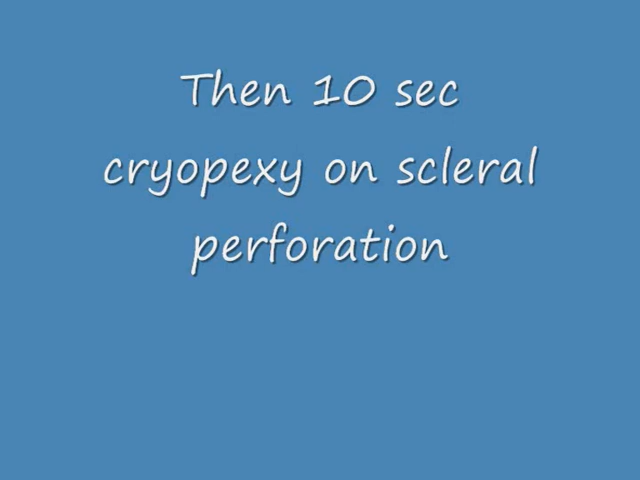 Then 10 sec
cryopexy on scleral
perforation